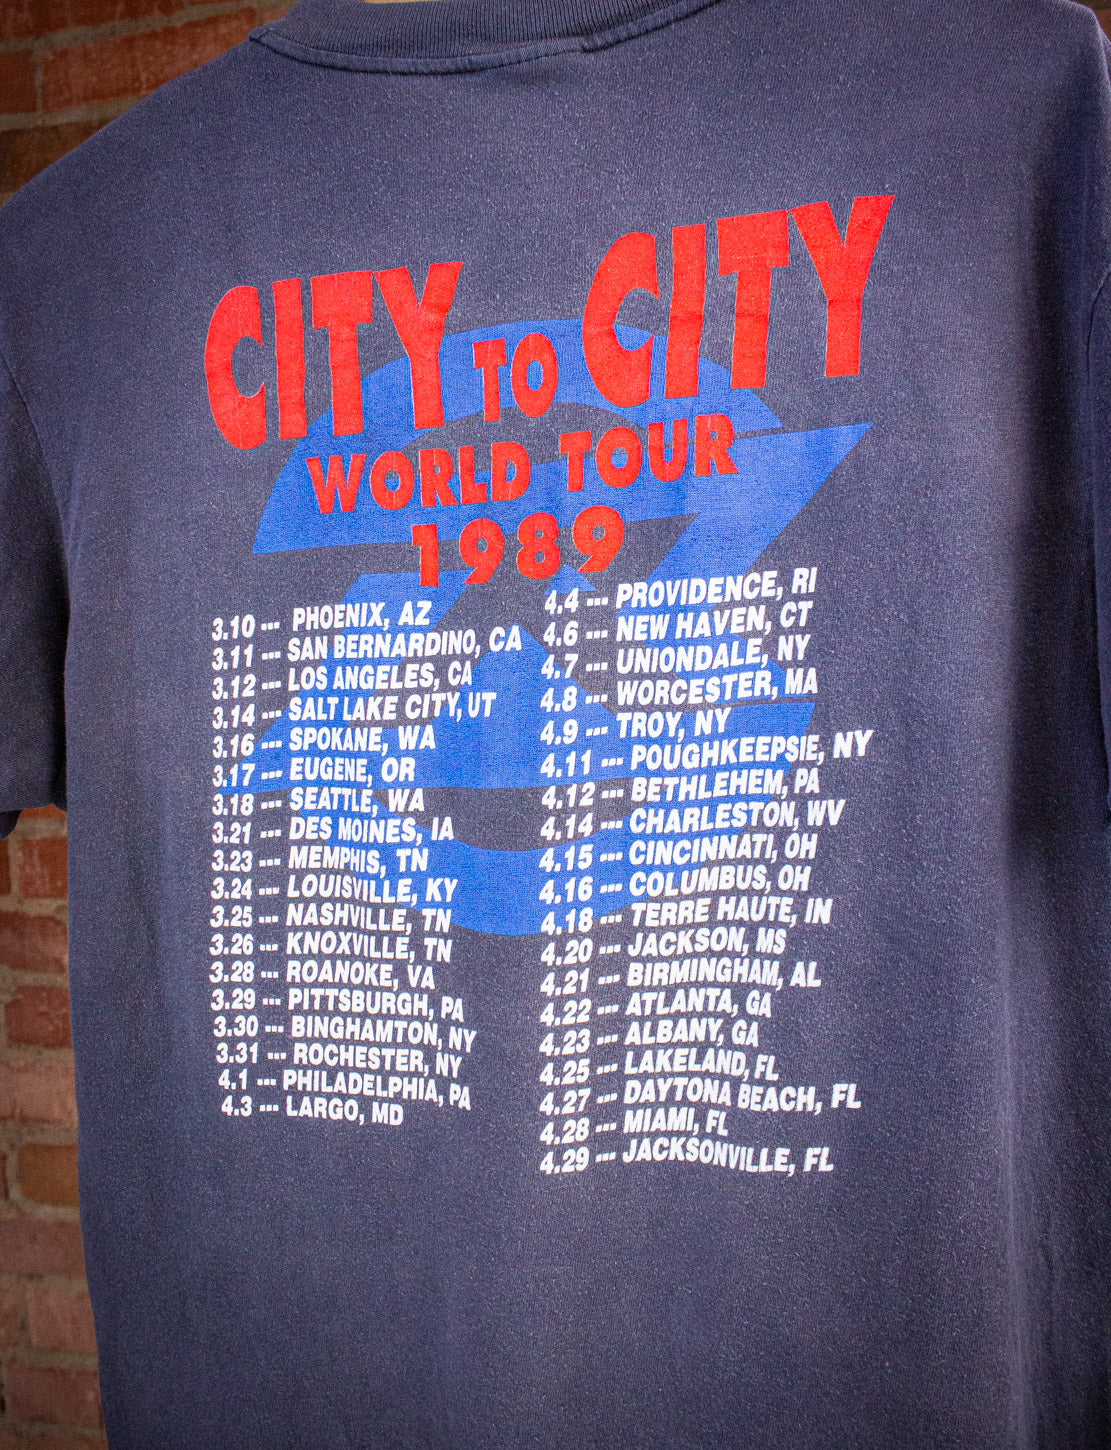 CITY TO CITY
WORLD TOUR
1989
3.10 --- PHOENIX, AZ
3.11 --- SAN BERNARDINO, CA
3.12 --- LOS ANGELES, CA
3.14 --- SALT LAKE CITY, UT
3.16 --- SPOKANE, WA
3.17 --- EUGENE, OR
3.18 --- SEATTLE, WA
3.21 --- DES MOINES, IA
3.23 --- MEMPHIS, TN
3.24 --- LOUISVILLE, KY
3.25 --- NASHVILLE, TN
3.26 --- KNOXVILLE, TN
3.28 --- ROANOKE, VA
3.29 --- PITTSBURGH, PA
3.30 --- BINGHAMTON, NY
3.31 --- ROCHESTER, NY
4.1 --- PHILADELPHIA, PA
4.3 --- LARGO, MD
4.4 --- PROVIDENCE, RI
4.6 --- NEW HAVEN, CT
4.7 --- UNIONDALE, NY
4.8 --- WORCESTER, MA
4.9 --- TROY, NY
4.11 --- POUGHKEEPSIE, NY
4.12 --- BETHLEHEM, PA
4.14 --- CHARLESTON, WV
4.15 --- CINCINNATI, OH
4.16 --- COLUMBUS, OH
4.18 --- TERRE HAUTE, IN
4.20 --- JACKSON, MS
4.21 --- BIRMINGHAM, AL
4.22 --- ATLANTA, GA
4.23 --- ALBANY, GA
4.25 --- LAKELAND, FL
4.27 --- DAYTONA BEACH, FL
4.28 --- MIAMI, FL
4.29 --- JACKSONVILLE, FL